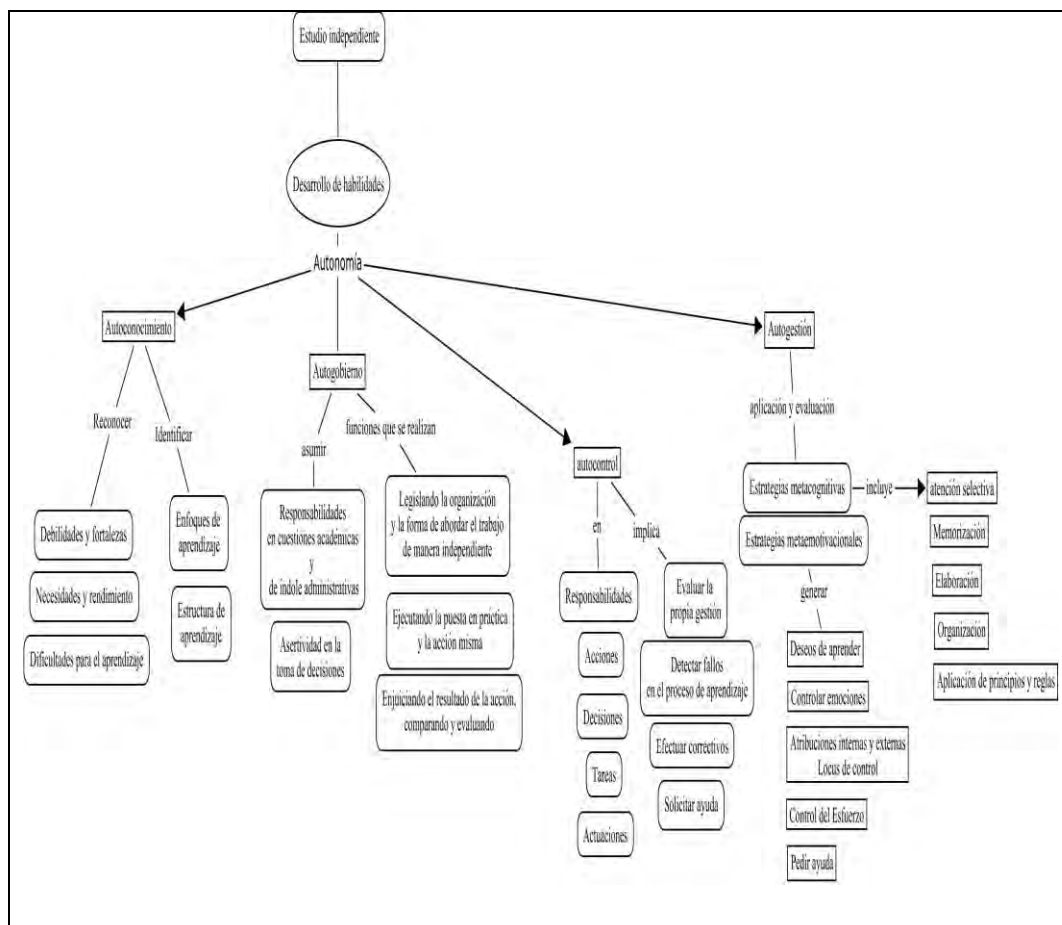 Estudio independiente
Desarrollo de habilidades
Autonomía
Autoconocimiento
Reconocer
Identificar
Debilidades y fortalezas
Necesidades y rendimiento
Dificultades para el aprendizaje
Enfoques de
aprendizaje
Estructura de
aprendizaje
Autogobierno
asumir
funciones que se realizan
Responsabilidades
en cuestiones académicas
y
de indole administrativas
Asertividad en la
toma de decisiones
Legislando la organización
y la forma de abordar el trabajo
de manera independiente
Ejecutando la puesta en práctica
y la acción misma
Enjuiciando el resultado de la acción,
comparando y evaluando
autocontrol
en
implica
Responsabilidades
Acciones
Decisiones
Tareas
Actuaciones
Evaluar la
propia gestión
Detectar fallos
en el proceso de aprendizaje
Efectuar correctivos
Solicitar ayuda
Autogestión
aplicación y evaluación
Estrategias metacognitivas
incluye
Estrategias metaemotivacionales
generar
Deseos de aprender
Controlar emociones
Atribuciones internas y externas
Locus de control
Control del Esfuerzo
Pedir ayuda
atención selectiva
Memorización
Elaboración
Organización
Aplicación de principios y reglas